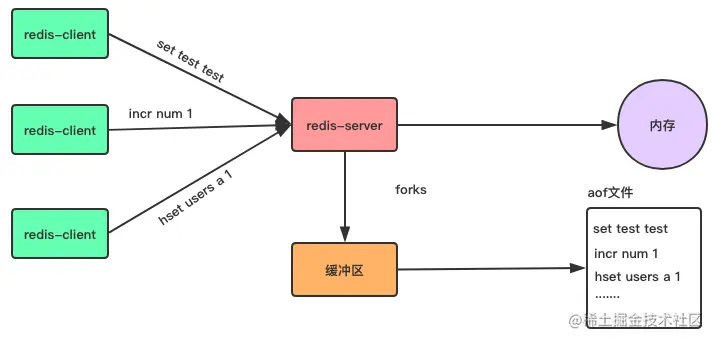 redis-client
set test test
redis-client
incr num 1
redis-server
内存
redis-client
hset users a 1
forks
aof文件
缓冲区
set test test
incr num 1
hset users a 1
.......
@稀土掘金技术社区